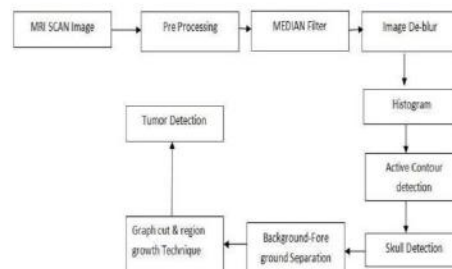 MRI SCAN Image
Pre Processing
MEDIAN Filter
Image De-blur
Histogram
Active Contour
detection
Skull Detection
Background-Fore
ground Separation
Graph cut & region
growth Technique
Tumor Detection